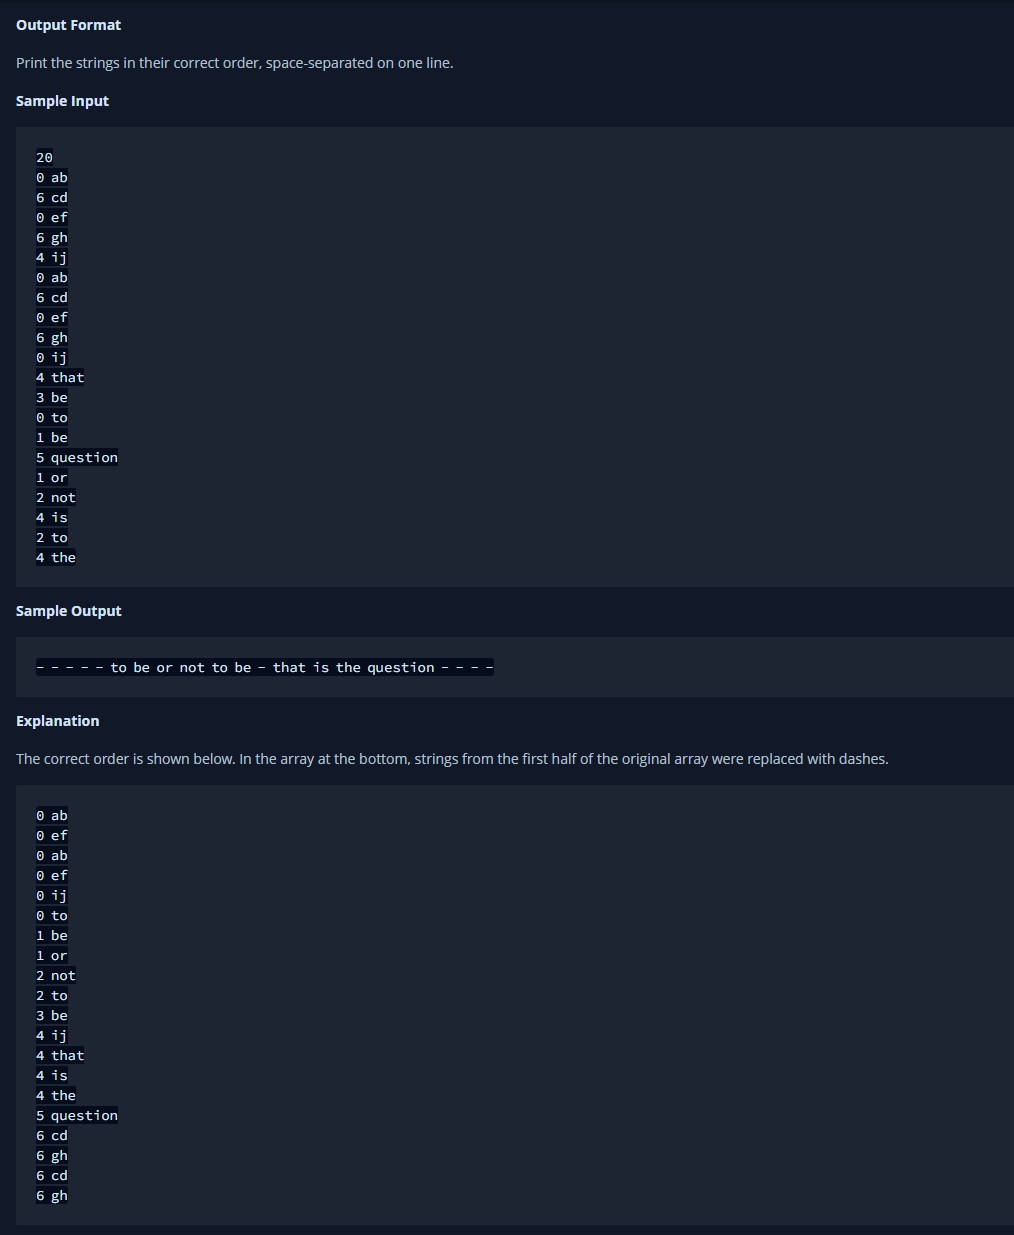 Output Format
Print the strings in their correct order, space-separated on one line.
Sample Input
20
0 ab
6 cd
0 ef
6 gh
4 ij
0 ab
6 cd
0 ef
6 gh
0 ij
4 that
3 be
0 to
1 be
5 question
1 or
2 not
4 is
2 to
4 the
Sample Output
- - - - - to be or not to be - that is the question - - - -
Explanation
The correct order is shown below. In the array at the bottom, strings from the first half of the original array were replaced with dashes.
0 ab
0 ef
0 ab
0 ef
0 ij
0 to
1 be
1 or
2 not
2 to
3 be
4 ij
4 that
4 is
4 the
5 question
6 cd
6 gh
6 cd
6 gh